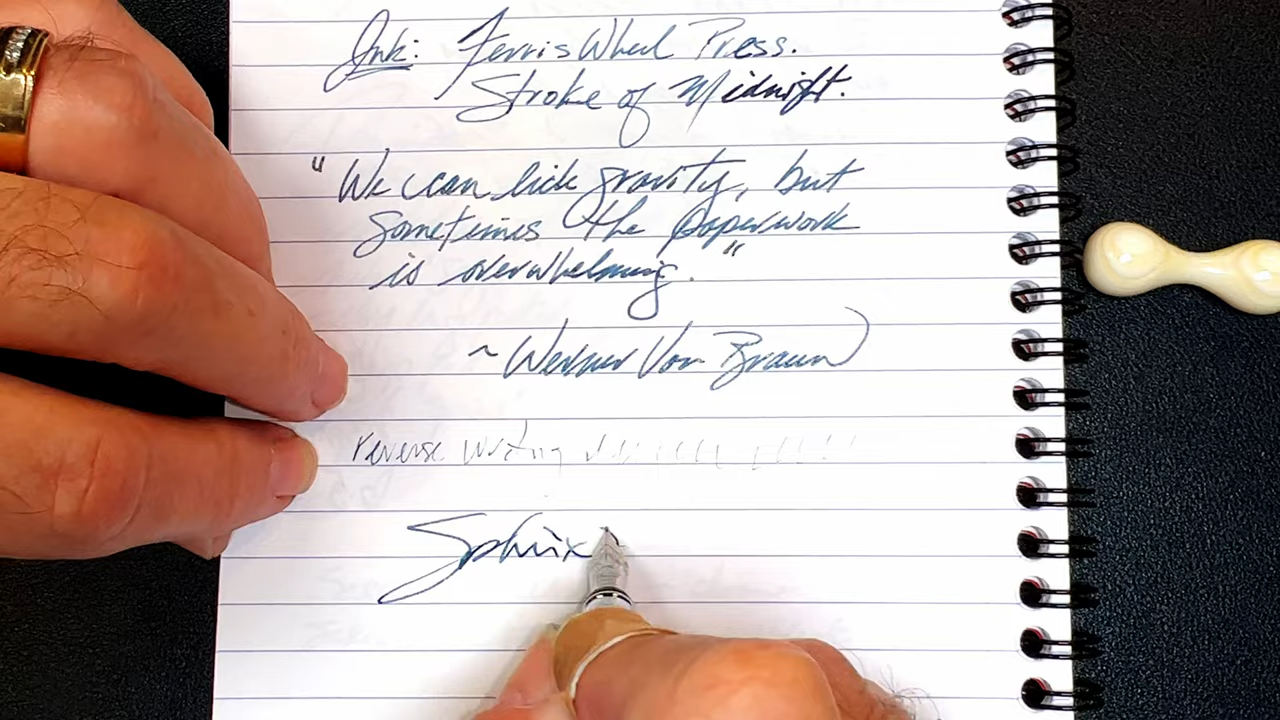 Ink: Ferris Wheel Press.
Stroke of Midnight.
"We can lick gravity, but
sometimes the paperwork
is overwhelming."
~ Werner Von Braun
reverse writing
Sphinx o